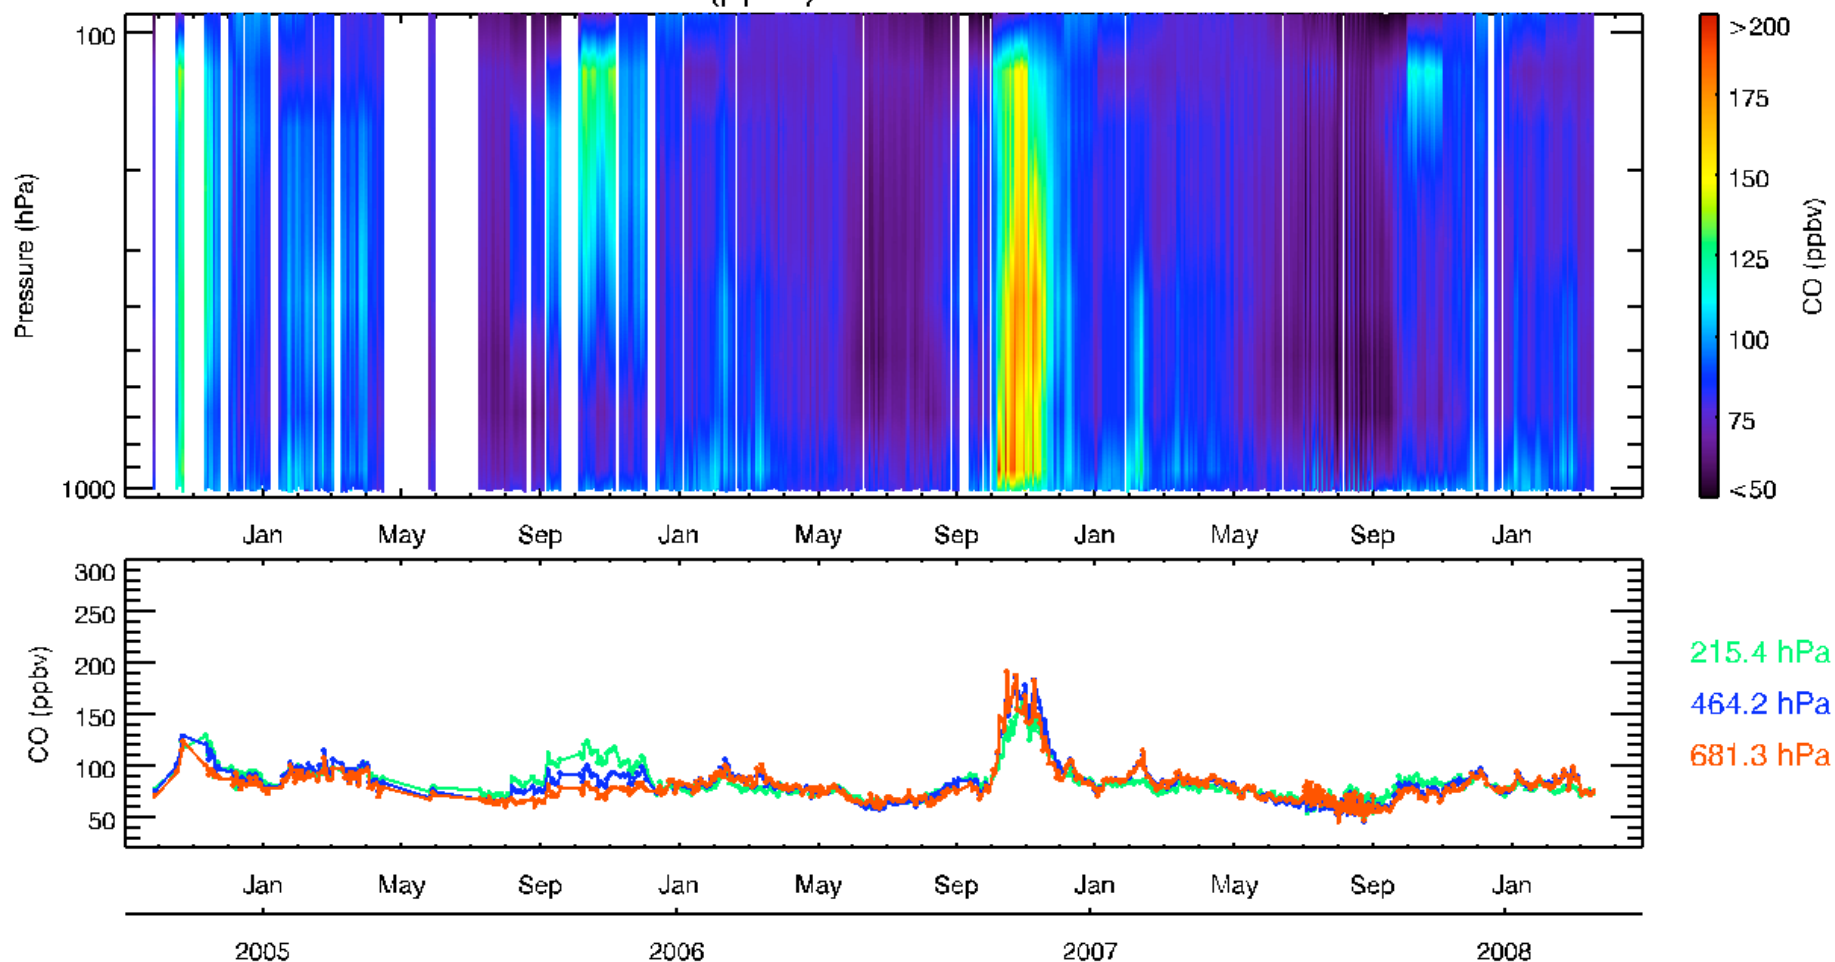 100
1000
Pressure (hPa)
Jan May Sep Jan May Sep Jan May Sep Jan
>200
175
150
125
100
75
<50
CO (ppbv)
300
250
200
150
100
50
CO (ppbv)
215.4 hPa
464.2 hPa
681.3 hPa
Jan May Sep Jan May Sep Jan May Sep Jan
2005 2006 2007 2008